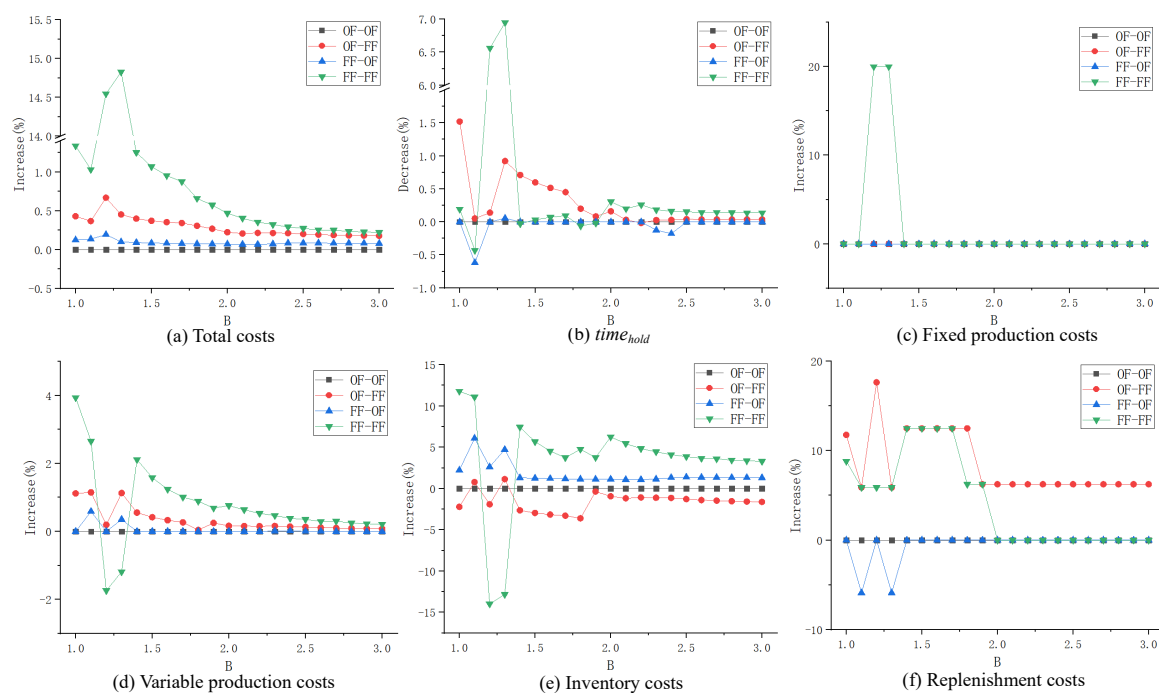 15.5
15.0
14.5
14.0
1.0
0.5
0.0
-0.5
Increase(%)
1.0
1.5
2.0
2.5
3.0
B
OF-OF
OF-FF
FF-OF
FF-FF
(a) Total costs
7.0
6.5
6.0
1.5
1.0
0.5
0.0
-0.5
-1.0
Decrease(%)
1.0
1.5
2.0
2.5
3.0
B
OF-OF
OF-FF
FF-OF
FF-FF
(b) time_hold
20
10
0
Increase(%)
1.0
1.5
2.0
2.5
3.0
B
OF-OF
OF-FF
FF-OF
FF-FF
(c) Fixed production costs
4
2
0
-2
Increase(%)
1.0
1.5
2.0
2.5
3.0
B
OF-OF
OF-FF
FF-OF
FF-FF
(d) Variable production costs
15
10
5
0
-5
-10
-15
Increase(%)
1.0
1.5
2.0
2.5
3.0
B
OF-OF
OF-FF
FF-OF
FF-FF
(e) Inventory costs
20
10
0
-10
Increase(%)
1.0
1.5
2.0
2.5
3.0
B
OF-OF
OF-FF
FF-OF
FF-FF
(f) Replenishment costs